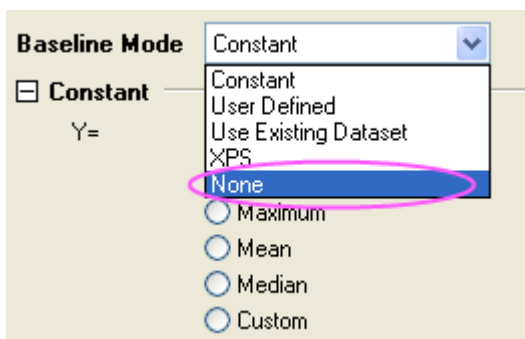 Baseline Mode Constant
Constant
Constant
User Defined
Y= Use Existing Dataset
XPS
None
Maximum
Mean
Median
Custom